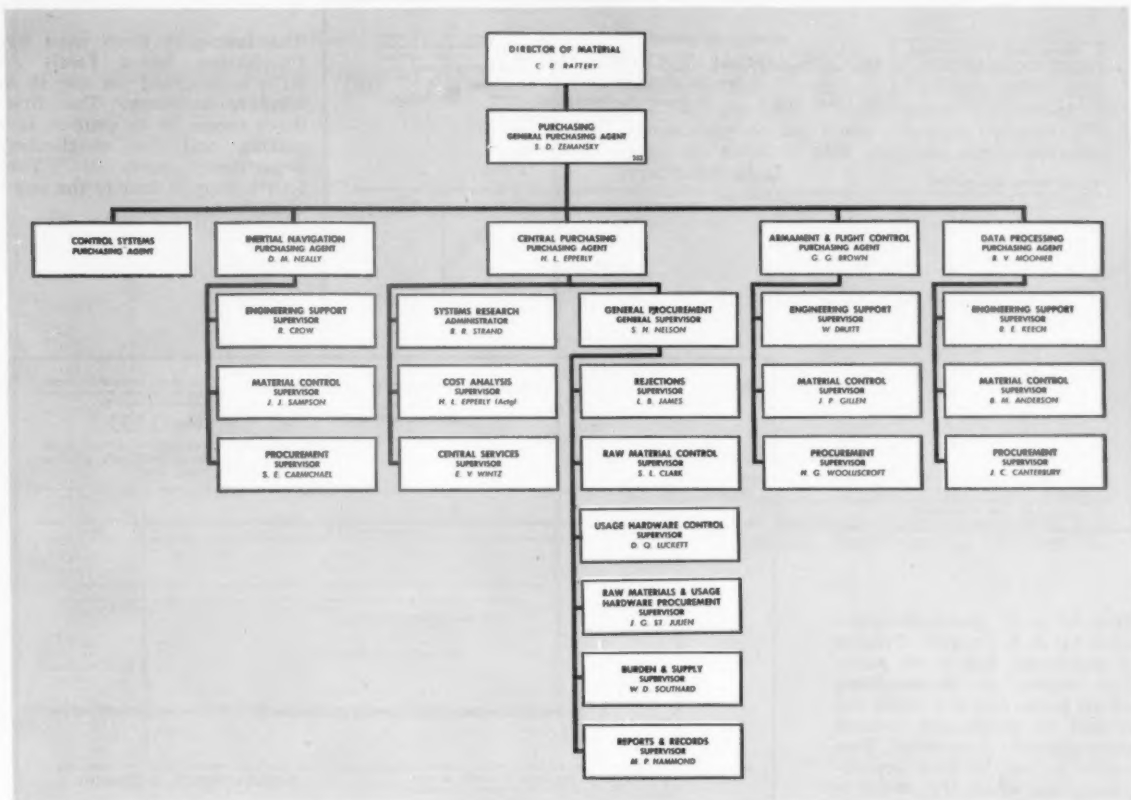 DIRECTOR OF MATERIAL
C. R. RAFTERY
PURCHASING
GENERAL PURCHASING AGENT
S. D. ZEMANSKY
CONTROL SYSTEMS
PURCHASING AGENT
INERTIAL NAVIGATION
PURCHASING AGENT
D. M. NEALLY
CENTRAL PURCHASING
PURCHASING AGENT
H. L. EPPERLY
ARMAMENT & FLIGHT CONTROL
PURCHASING AGENT
G. G. BROWN
DATA PROCESSING
PURCHASING AGENT
R. V. MOONIER
ENGINEERING SUPPORT
SUPERVISOR
R. CROW
MATERIAL CONTROL
SUPERVISOR
J. J. SAMPSON
PROCUREMENT
SUPERVISOR
S. E. CARMICHAEL
SYSTEMS RESEARCH
ADMINISTRATOR
B. R. STRAND
COST ANALYSIS
SUPERVISOR
H. L. EPPERLY (Actg)
CENTRAL SERVICES
SUPERVISOR
E. V. WINTZ
GENERAL PROCUREMENT
GENERAL SUPERVISOR
S. H. NELSON
REJECTIONS
SUPERVISOR
L. B. JAMES
RAW MATERIAL CONTROL
SUPERVISOR
S. L. CLARK
USAGE HARDWARE CONTROL
SUPERVISOR
D. Q. LUCKETT
RAW MATERIALS & USAGE
HARDWARE PROCUREMENT
SUPERVISOR
J. G. ST. JULIEN
BURDEN & SUPPLY
SUPERVISOR
W. D. SOUTHARD
REPORTS & RECORDS
SUPERVISOR
M. P. HAMMOND
ENGINEERING SUPPORT
SUPERVISOR
W. DRUITT
MATERIAL CONTROL
SUPERVISOR
J. P. GILLEN
PROCUREMENT
SUPERVISOR
H. G. WOOLUSCROFT
ENGINEERING SUPPORT
SUPERVISOR
R. E. KEECH
MATERIAL CONTROL
SUPERVISOR
B. M. ANDERSON
PROCUREMENT
SUPERVISOR
J. C. CANTERBURY